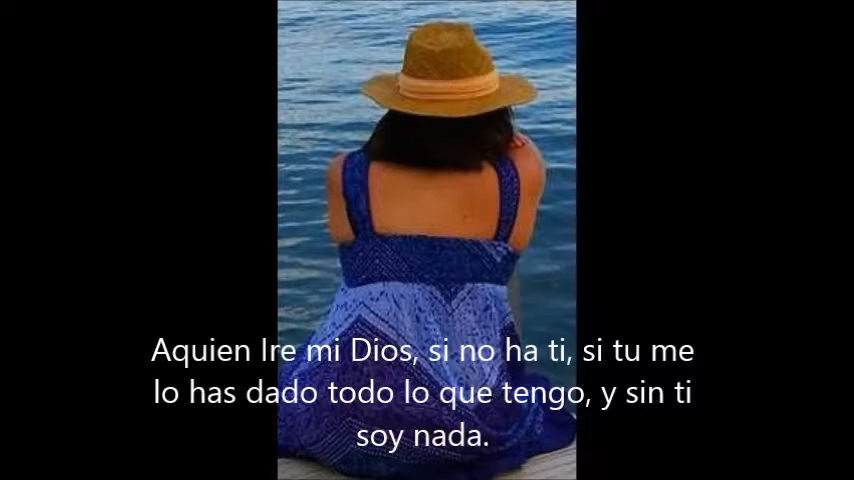 Aquien Ire mi Dios, si no ha ti, si tu me
lo has dado todo lo que tengo, y sin ti
soy nada.